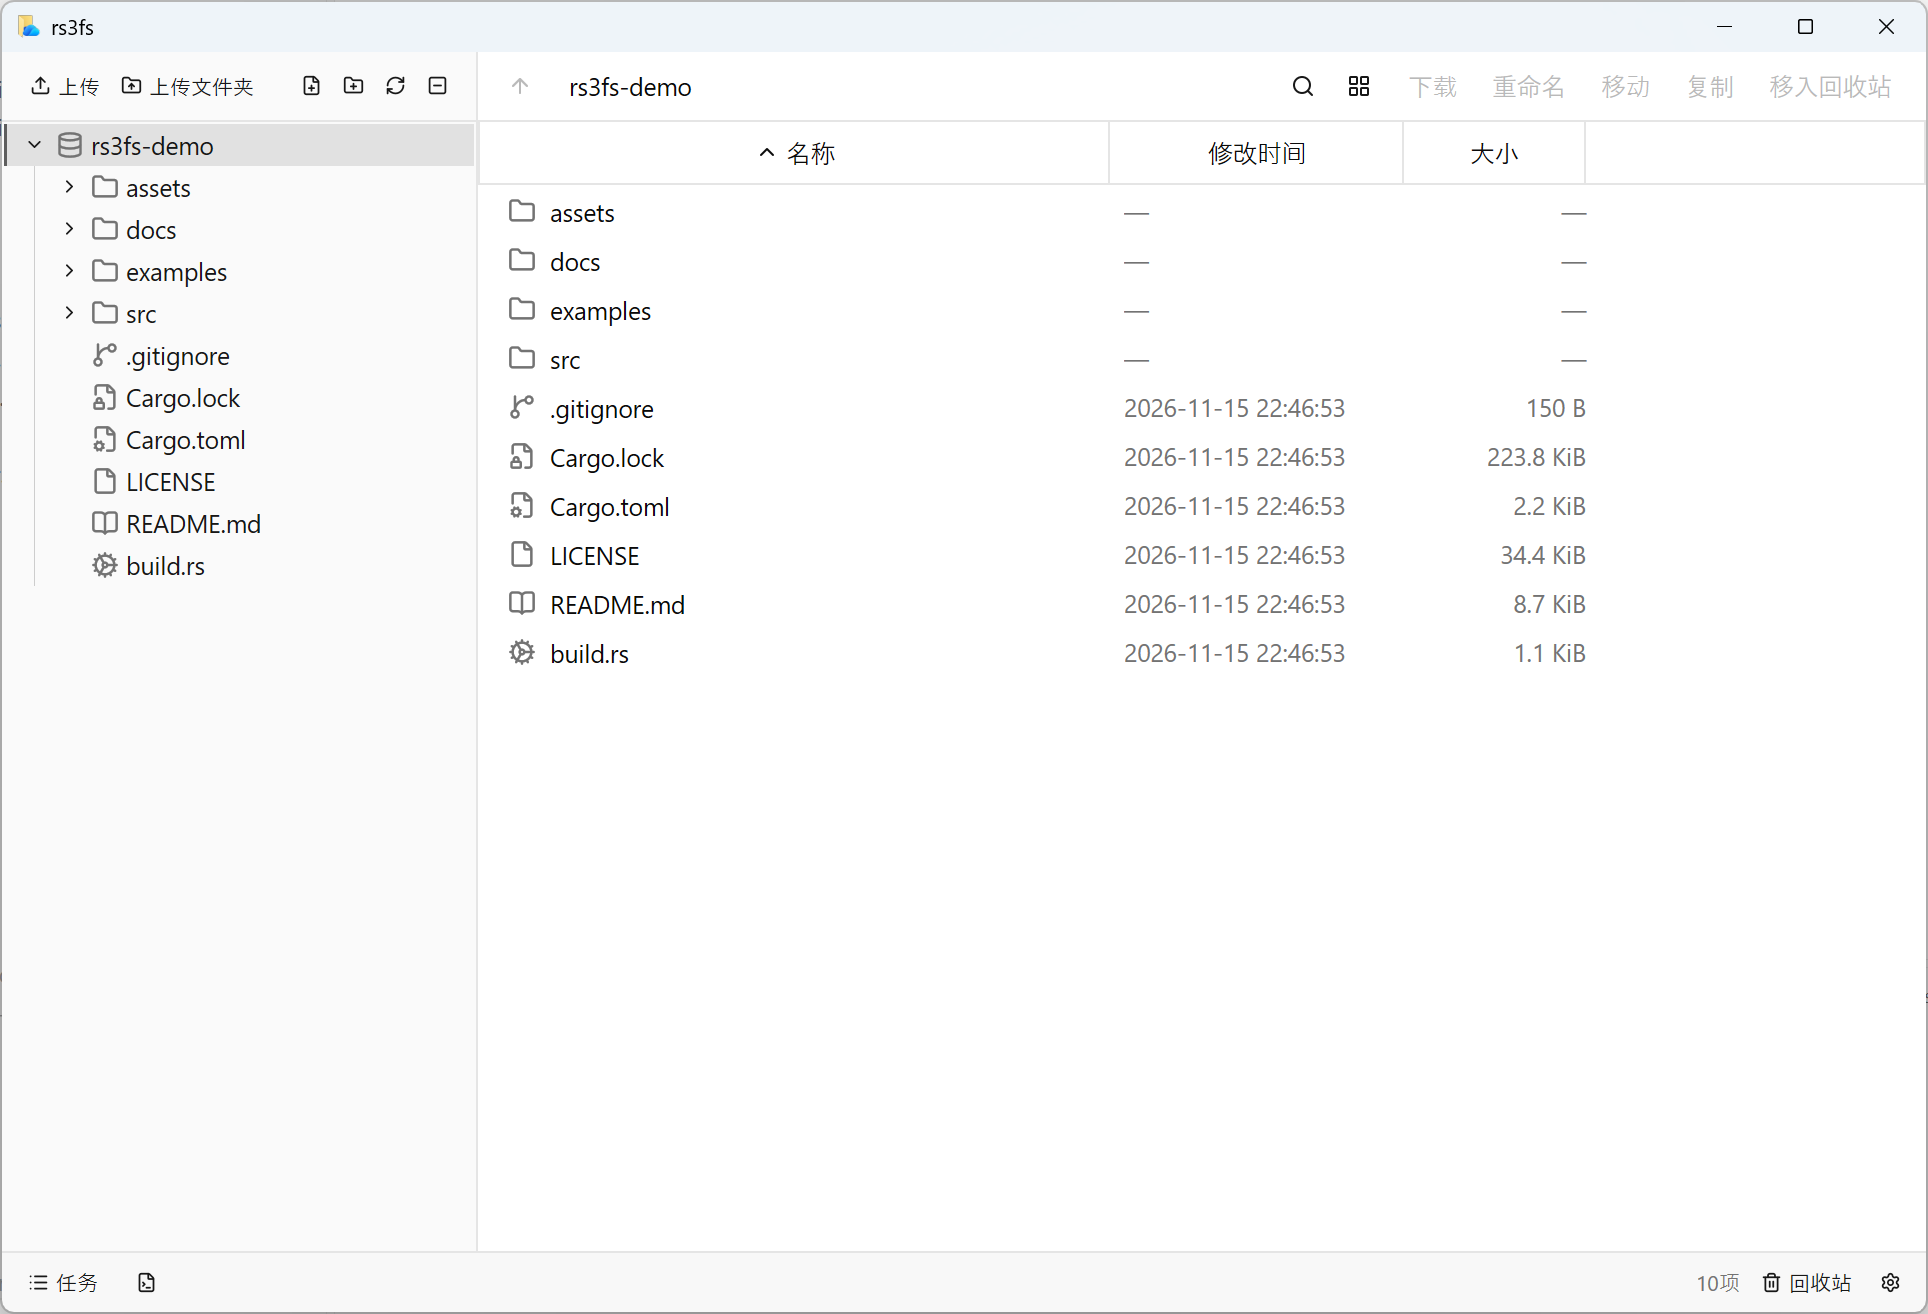 rs3fs
上传 上传文件夹
rs3fs-demo
assets
docs
examples
src
.gitignore
Cargo.lock
Cargo.toml
LICENSE
README.md
build.rs
rs3fs-demo 下载 重命名 移动 复制 移入回收站
名称 修改时间 大小
assets — —
docs — —
examples — —
src — —
.gitignore 2026-11-15 22:46:53 150 B
Cargo.lock 2026-11-15 22:46:53 223.8 KiB
Cargo.toml 2026-11-15 22:46:53 2.2 KiB
LICENSE 2026-11-15 22:46:53 34.4 KiB
README.md 2026-11-15 22:46:53 8.7 KiB
build.rs 2026-11-15 22:46:53 1.1 KiB
任务 10项 回收站